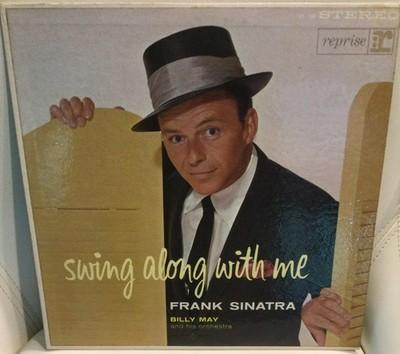 STEREO
reprise r
swing along with me
FRANK SINATRA
BILLY MAY
and his orchestra